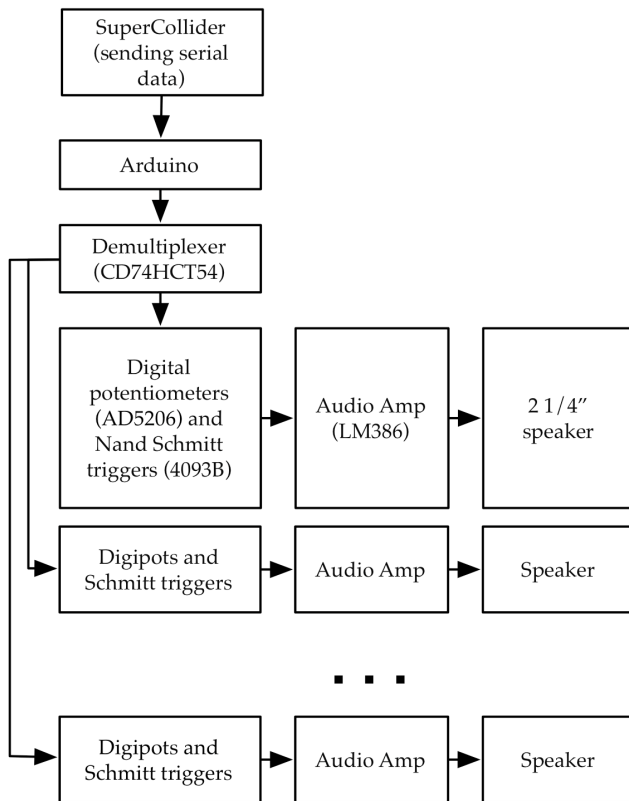 SuperCollider
(sending serial
data)
Arduino
Demultiplexer
(CD74HCT54)
Digital
potentiometers
(AD5206) and
Nand Schmitt
triggers (4093B)
Audio Amp
(LM386)
2 1/4”
speaker
Digipots and
Schmitt triggers
Audio Amp
Speaker
. . .
Digipots and
Schmitt triggers
Audio Amp
Speaker